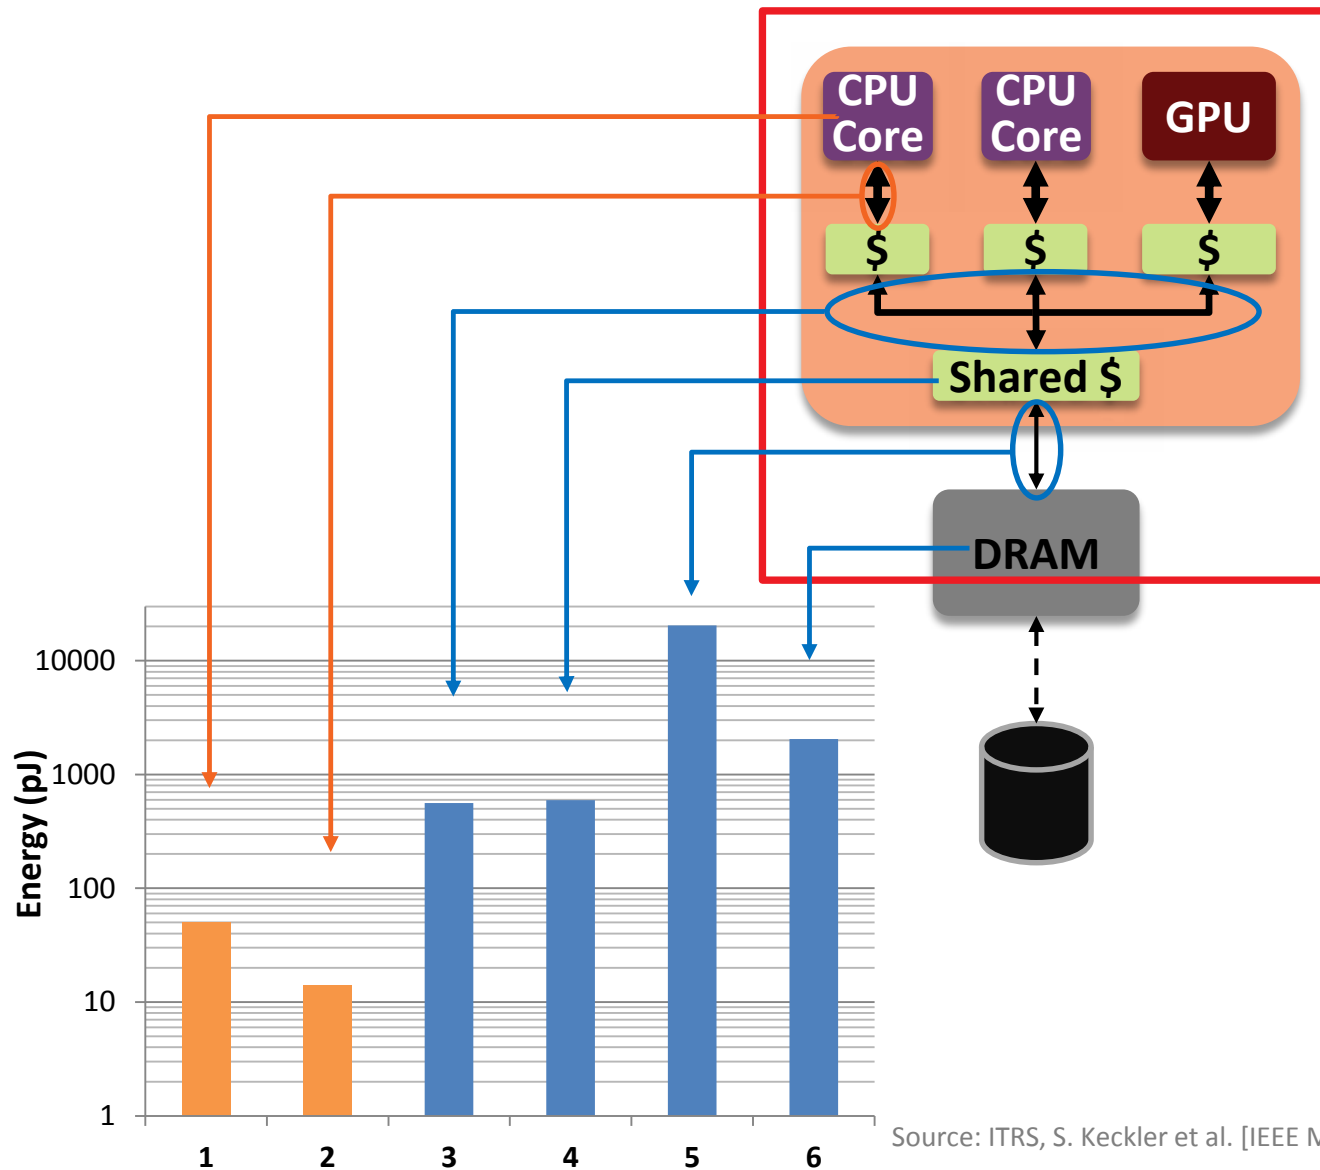 CPU
Core
CPU
Core
GPU
$
$
$
Shared $
DRAM
Energy (pJ)
10000
1000
100
10
1
1
2
3
4
5
6
Source: ITRS, S. Keckler et al. [IEEE M